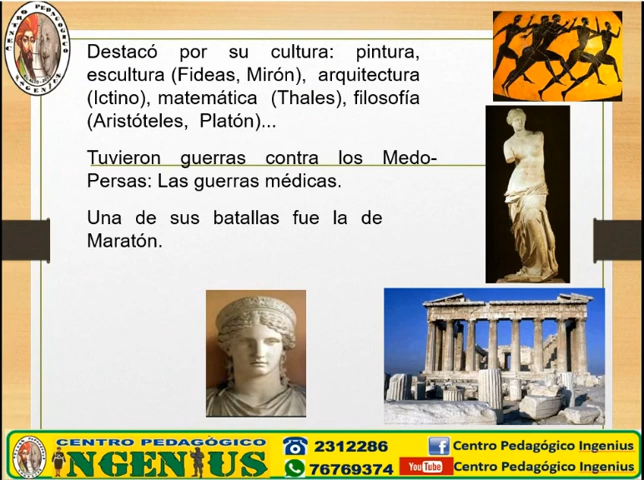 Destacó por su cultura: pintura,
escultura (Fideas, Mirón), arquitectura
(Ictino), matemática (Thales), filosofía
(Aristóteles, Platón)...
Tuvieron guerras contra los Medo-
Persas: Las guerras médicas.
Una de sus batallas fue la de
Maratón.
CENTRO PEDAGÓGICO
INGENIUS
2312286
76769374
Centro Pedagógico Ingenius
YouTube Centro Pedagógico Ingenius